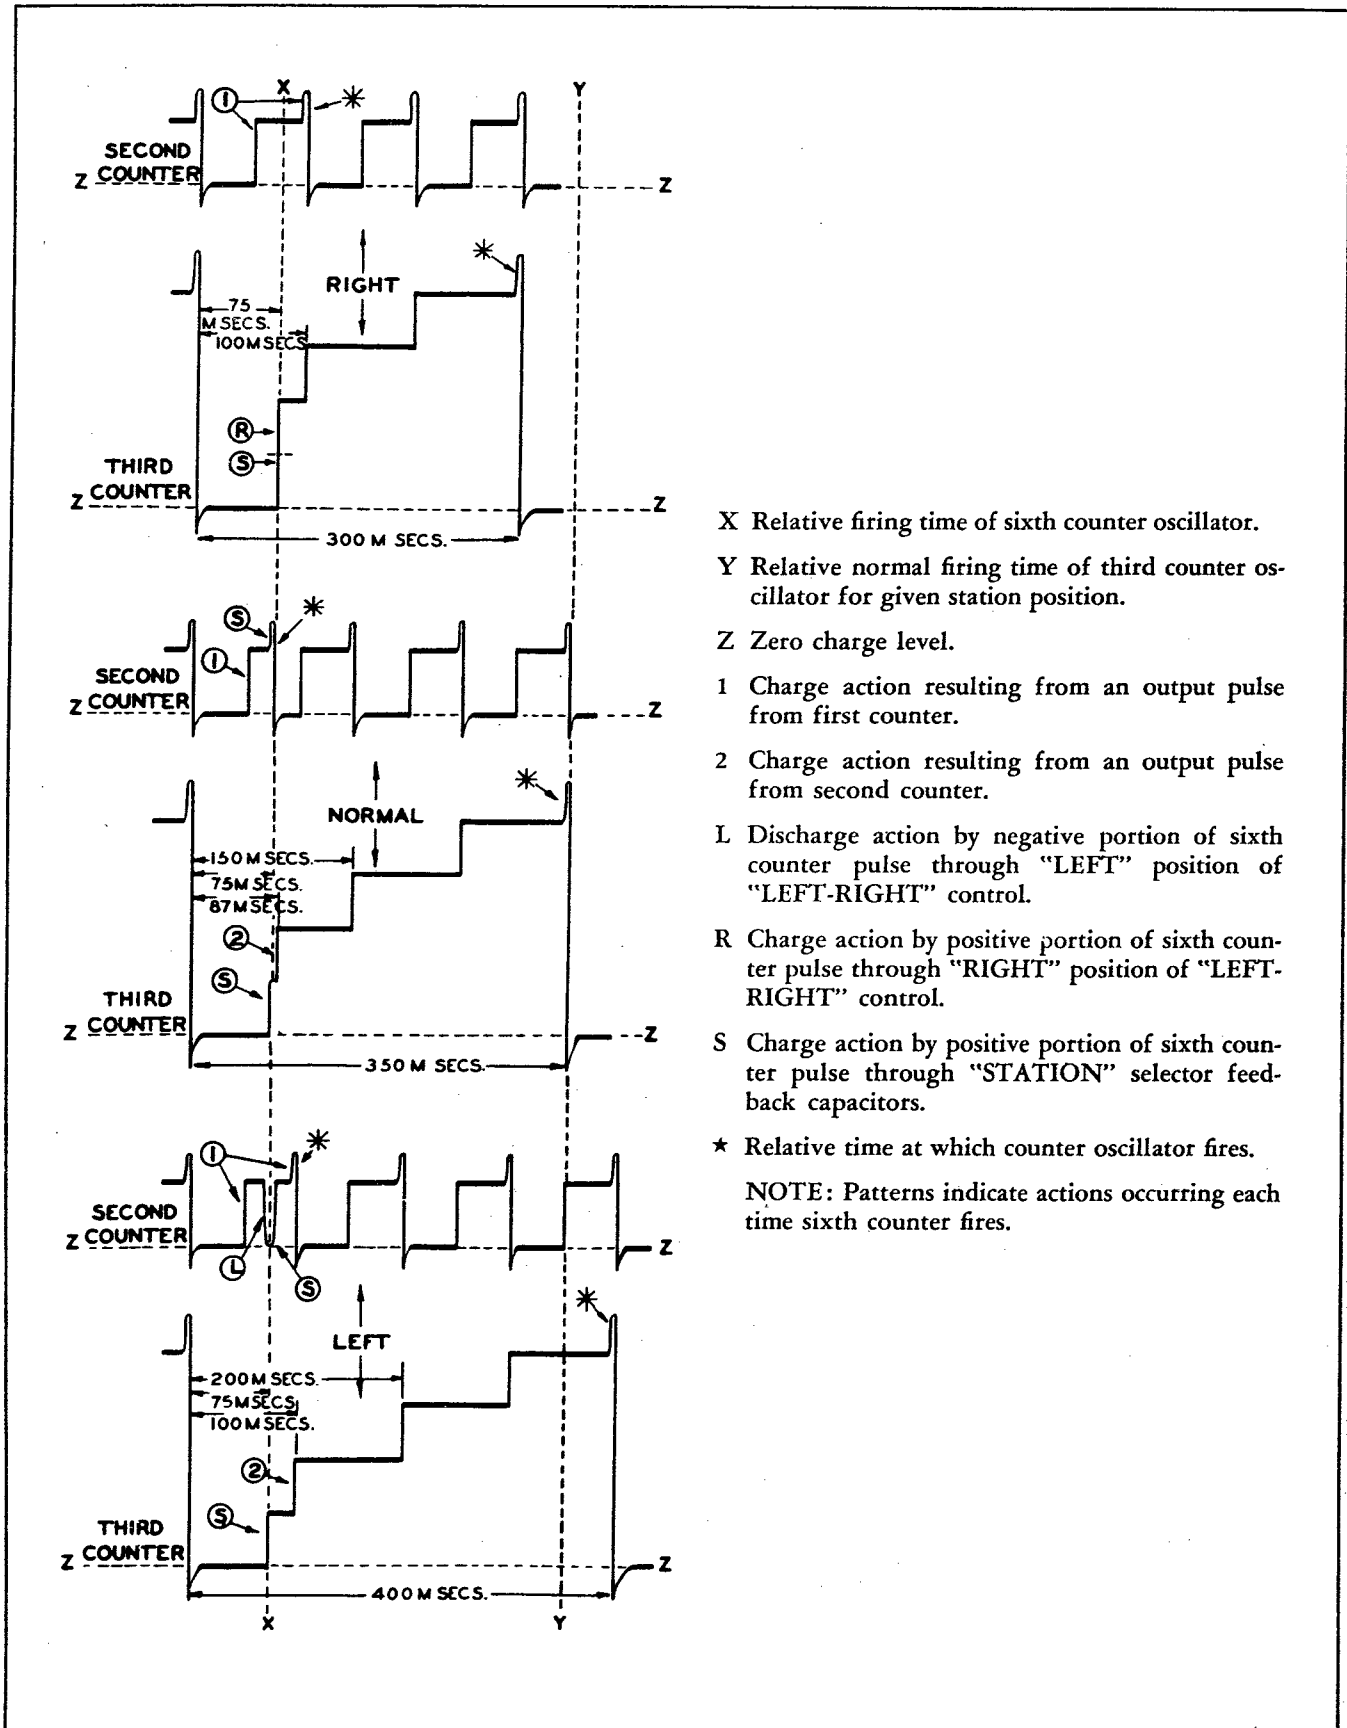 X
Y
1
*
SECOND
COUNTER
Z
Z
*
RIGHT
75
M SECS.
100 M SECS
R
S
THIRD
COUNTER
Z
Z
300 M SECS.
S
*
1
SECOND
COUNTER
Z
Z
*
NORMAL
150 M SECS.
75 M SECS.
87 M SECS.
2
S
THIRD
COUNTER
Z
Z
350 M SECS.
1
*
SECOND
COUNTER
Z
Z
L
S
*
LEFT
200 M SECS.
75 M SECS
100 M SECS.
2
S
THIRD
COUNTER
Z
Z
400 M SECS.
X
Y
X Relative firing time of sixth counter oscillator.
Y Relative normal firing time of third counter os-
cillator for given station position.
Z Zero charge level.
1 Charge action resulting from an output pulse
from first counter.
2 Charge action resulting from an output pulse
from second counter.
L Discharge action by negative portion of sixth
counter pulse through "LEFT" position of
"LEFT-RIGHT" control.
R Charge action by positive portion of sixth coun-
ter pulse through "RIGHT" position of "LEFT-
RIGHT" control.
S Charge action by positive portion of sixth coun-
ter pulse through "STATION" selector feed-
back capacitors.
★ Relative time at which counter oscillator fires.
NOTE: Patterns indicate actions occurring each
time sixth counter fires.